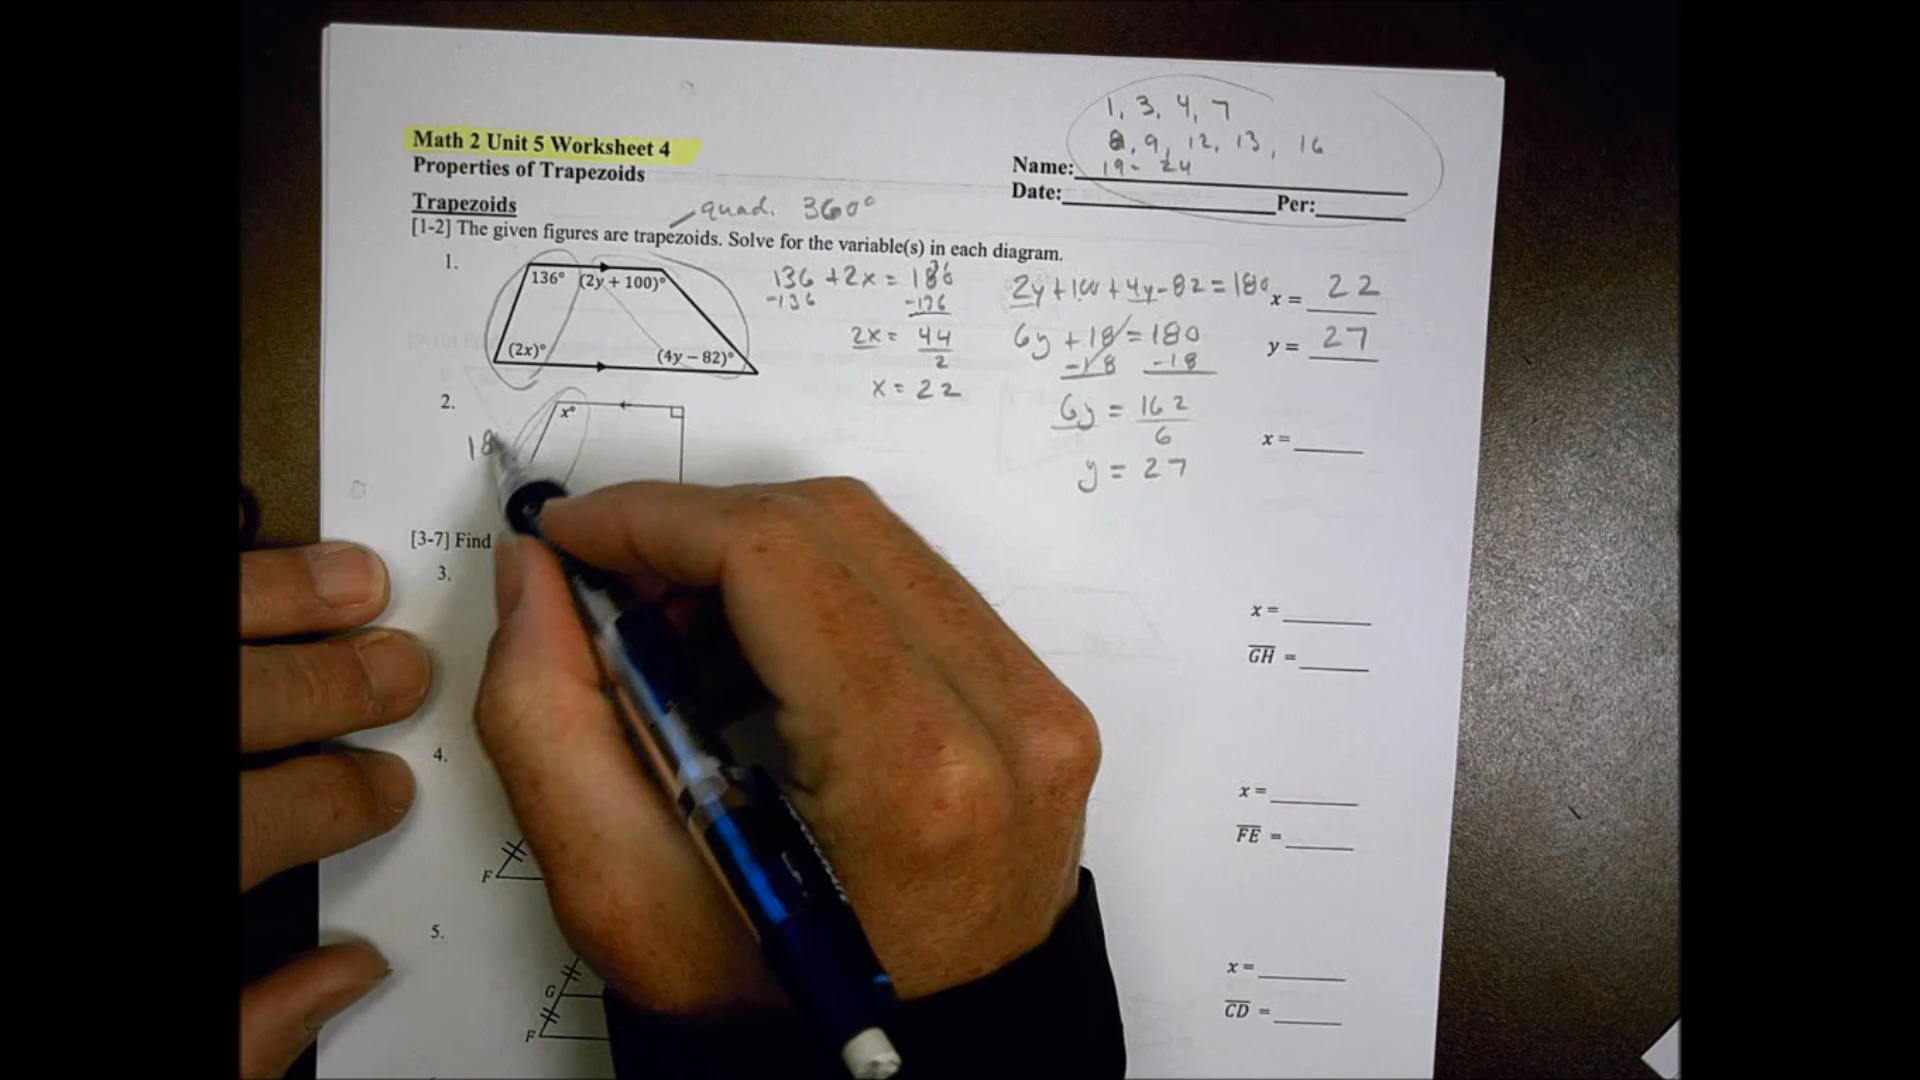 1, 3, 4, 7
8, 9, 12, 13, 16
19- 24
Math 2 Unit 5 Worksheet 4
Properties of Trapezoids
Name:
Date: Per:
Trapezoids
quad. 360°
[1-2] The given figures are trapezoids. Solve for the variable(s) in each diagram.
1.
136° (2y + 100)°
(2x)° (4y – 82)°
136 + 2x = 180
-136 -136
2x = 44
2
x = 22
2y + 100 + 4y - 82 = 180
6y + 18 = 180
-18 -18
6y = 162
6
y = 27
x = 22
y = 27
2.
x°
18
x =
[3-7] Find
3.
x =
GH =
4.
F
x =
FE =
5.
G
F
x =
CD =